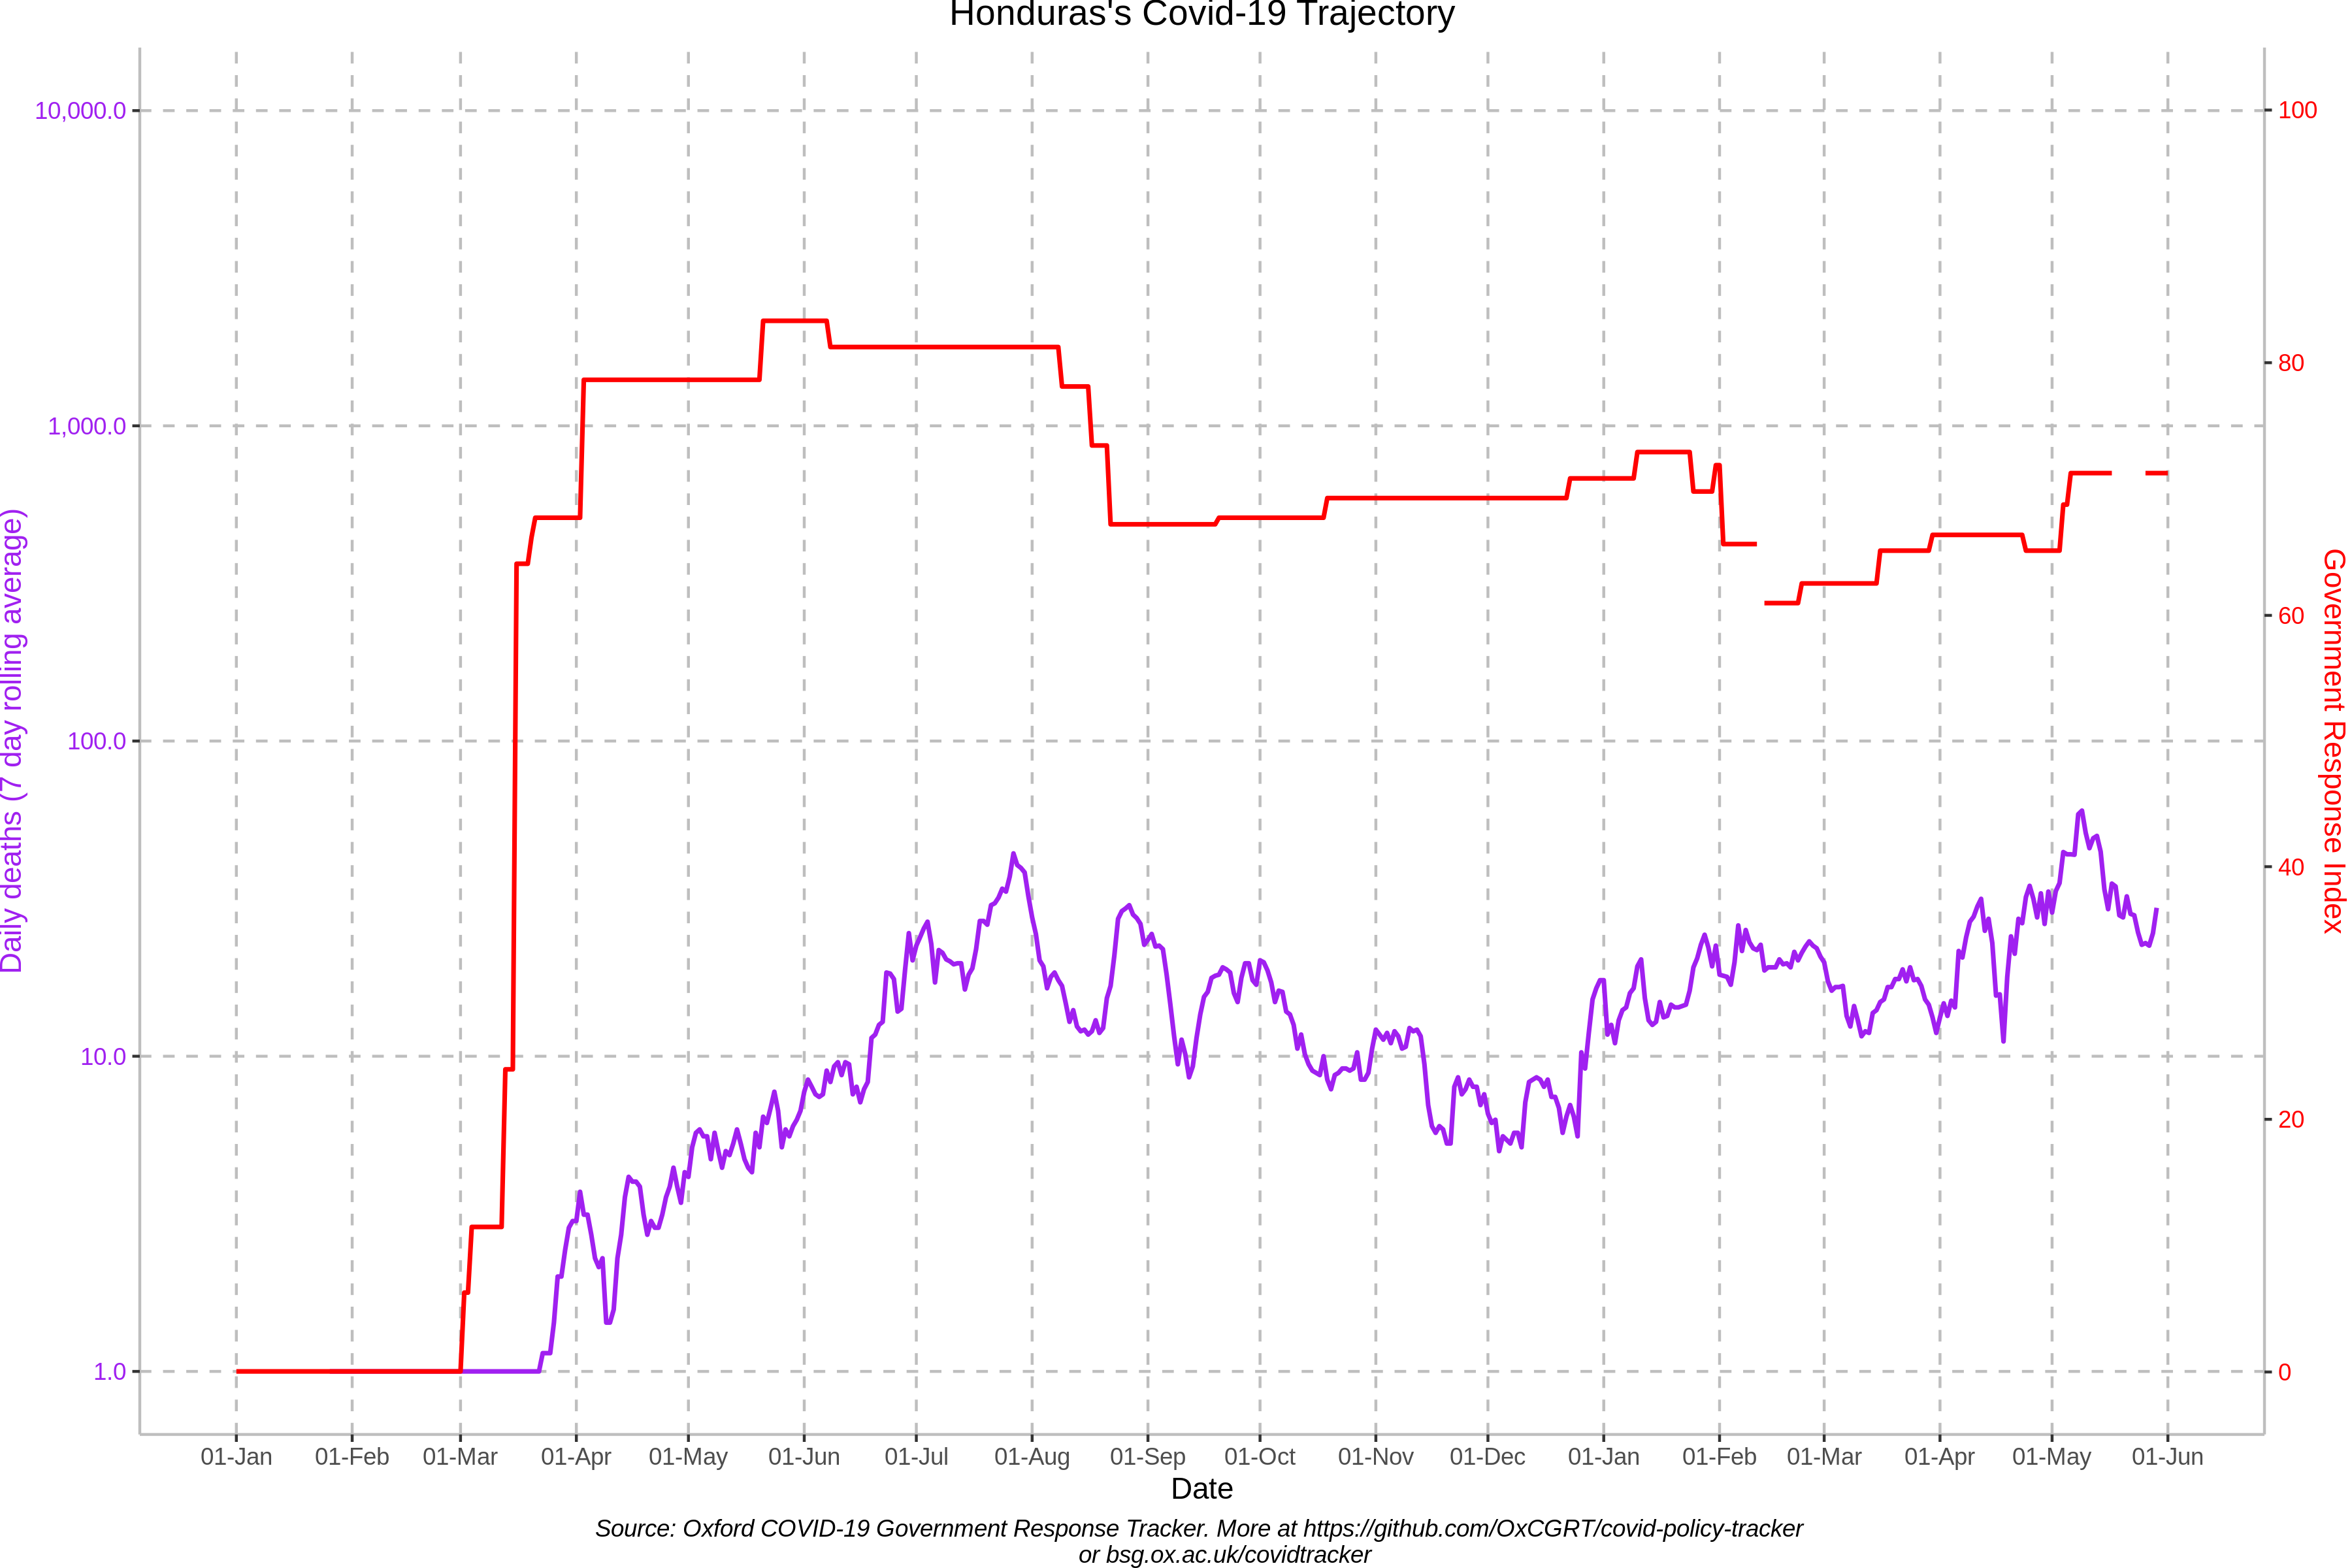 Honduras's Covid-19 Trajectory
10,000.0
1,000.0
100.0
10.0
1.0
Daily deaths (7 day rolling average)
100
80
60
40
20
0
Government Response Index
01-Jan 01-Feb 01-Mar 01-Apr 01-May 01-Jun 01-Jul 01-Aug 01-Sep 01-Oct 01-Nov 01-Dec 01-Jan 01-Feb 01-Mar 01-Apr 01-May 01-Jun
Date
Source: Oxford COVID-19 Government Response Tracker. More at https://github.com/OxCGRT/covid-policy-tracker
or bsg.ox.ac.uk/covidtracker